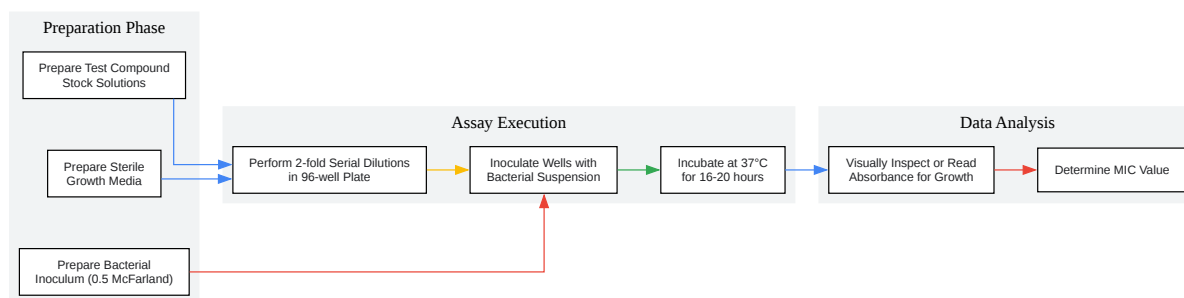 Preparation Phase
Prepare Test Compound
Stock Solutions
Prepare Sterile
Growth Media
Prepare Bacterial
Inoculum (0.5 McFarland)
Assay Execution
Perform 2-fold Serial Dilutions
in 96-well Plate
Inoculate Wells with
Bacterial Suspension
Incubate at 37°C
for 16-20 hours
Data Analysis
Visually Inspect or Read
Absorbance for Growth
Determine MIC Value